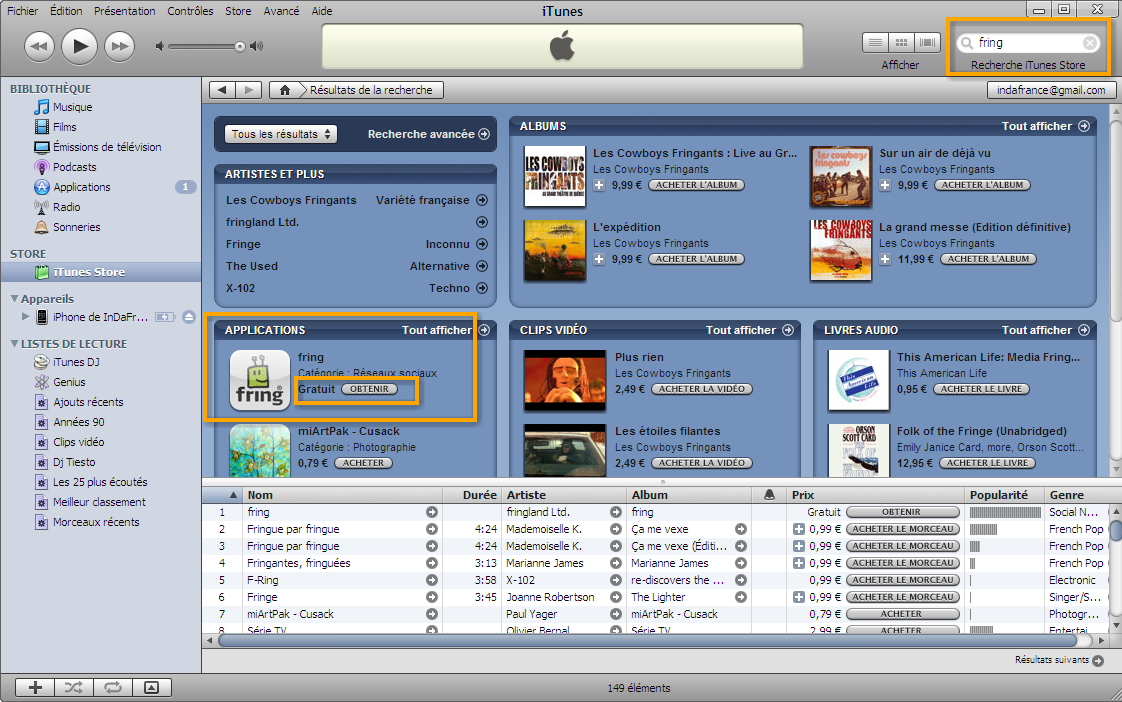 Fichier Édition Présentation Contrôles Store Avancé Aide
iTunes
fring
Afficher
Recherche iTunes Store
Résultats de la recherche
indafrance@gmail.com
BIBLIOTHÈQUE
Musique
Films
Émissions de télévision
Podcasts
Applications 1
Radio
Sonneries
STORE
iTunes Store
Appareils
iPhone de InDaFr...
LISTES DE LECTURE
iTunes DJ
Genius
Ajouts récents
Années 90
Clips vidéo
Dj Tiesto
Les 25 plus écoutés
Meilleur classement
Morceaux récents
Tous les résultats
Recherche avancée
ARTISTES ET PLUS
Les Cowboys Fringants Variété française
fringland Ltd.
Fringe Inconnu
The Used Alternative
X-102 Techno
ALBUMS Tout afficher
LES COWBOYS FRINGANTS
Les Cowboys Fringants : Live au Gr...
Les Cowboys Fringants
9,99 € ACHETER L'ALBUM
Sur un air de déjà vu
Les Cowboys Fringants
9,99 € ACHETER L'ALBUM
L'expédition
Les Cowboys Fringants
9,99 € ACHETER L'ALBUM
LES COWBOYS FRINGANTS
La grand messe (Edition définitive)
Les Cowboys Fringants
11,99 € ACHETER L'ALBUM
APPLICATIONS Tout afficher
fring
fring
Catégorie : Réseaux sociaux
Gratuit OBTENIR
miArtPak - Cusack
Catégorie : Photographie
0,79 € ACHETER
CLIPS VIDÉO Tout afficher
Plus rien
Les Cowboys Fringants
2,49 € ACHETER LA VIDÉO
Les étoiles filantes
Les Cowboys Fringants
2,49 € ACHETER LA VIDÉO
LIVRES AUDIO Tout afficher
This American Life
This American Life: Media Fring...
This American Life
0,95 € ACHETER LE LIVRE
ORSON SCOTT CARD
Folk of the Fringe (Unabridged)
Emily Janice Card, more, Orson Scott...
12,95 € ACHETER LE LIVRE
Nom Durée Artiste Album Prix Popularité Genre
1 fring fringland Ltd. fring Gratuit OBTENIR Social N...
2 Fringue par fringue 4:24 Mademoiselle K. Ça me vexe 0,99 € ACHETER LE MORCEAU French Pop
3 Fringue par fringue 4:24 Mademoiselle K. Ça me vexe (Éditi... 0,99 € ACHETER LE MORCEAU French Pop
4 Fringantes, fringuées 3:13 Marianne James Marianne James 0,99 € ACHETER LE MORCEAU French Pop
5 F-Ring 3:58 X-102 re-discovers the ... 0,99 € ACHETER LE MORCEAU Electronic
6 Fringe 3:45 Joanne Robertson The Lighter 0,99 € ACHETER LE MORCEAU Singer/S...
7 miArtPak - Cusack Paul Yager miArtPak - Cusack 0,79 € ACHETER Photogr...
8 Série TV Olivier Bernal Série TV 2,99 € ACHETER Entertai
Résultats suivants
149 éléments